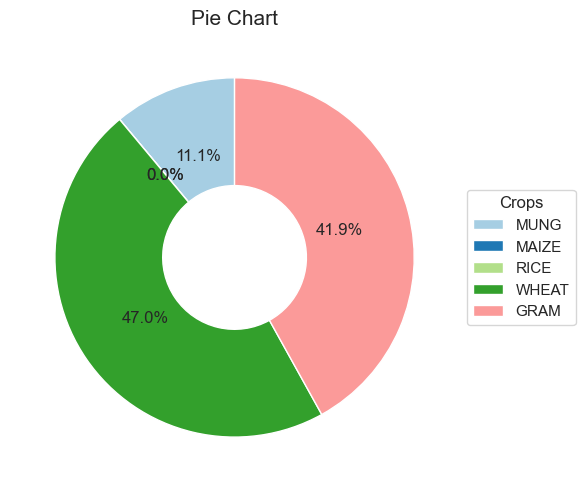 Pie Chart
11.1%
0.0%
0.0%
47.0%
41.9%
Crops
MUNG
MAIZE
RICE
WHEAT
GRAM